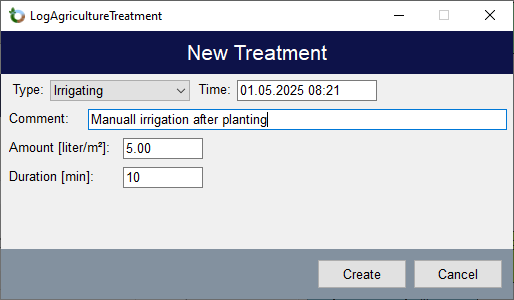 LogAgricultureTreatment
New Treatment
Type: Irrigating Time: 01.05.2025 08:21
Comment: Manuall irrigation after planting
Amount [liter/m²]: 5.00
Duration [min]: 10
Create Cancel